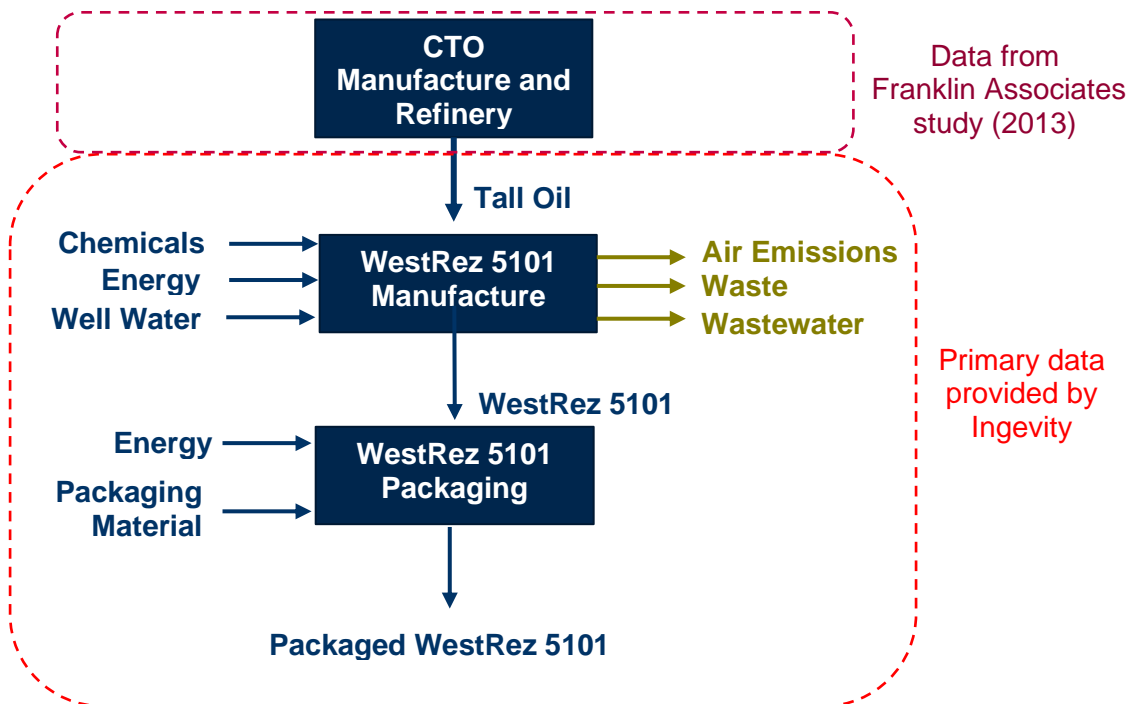 CTO
Manufacture and
Refinery
Data from
Franklin Associates
study (2013)
Tall Oil
Chemicals
Energy
Well Water
WestRez 5101
Manufacture
Air Emissions
Waste
Wastewater
Primary data
provided by
Ingevity
WestRez 5101
Energy
Packaging
Material
WestRez 5101
Packaging
Packaged WestRez 5101